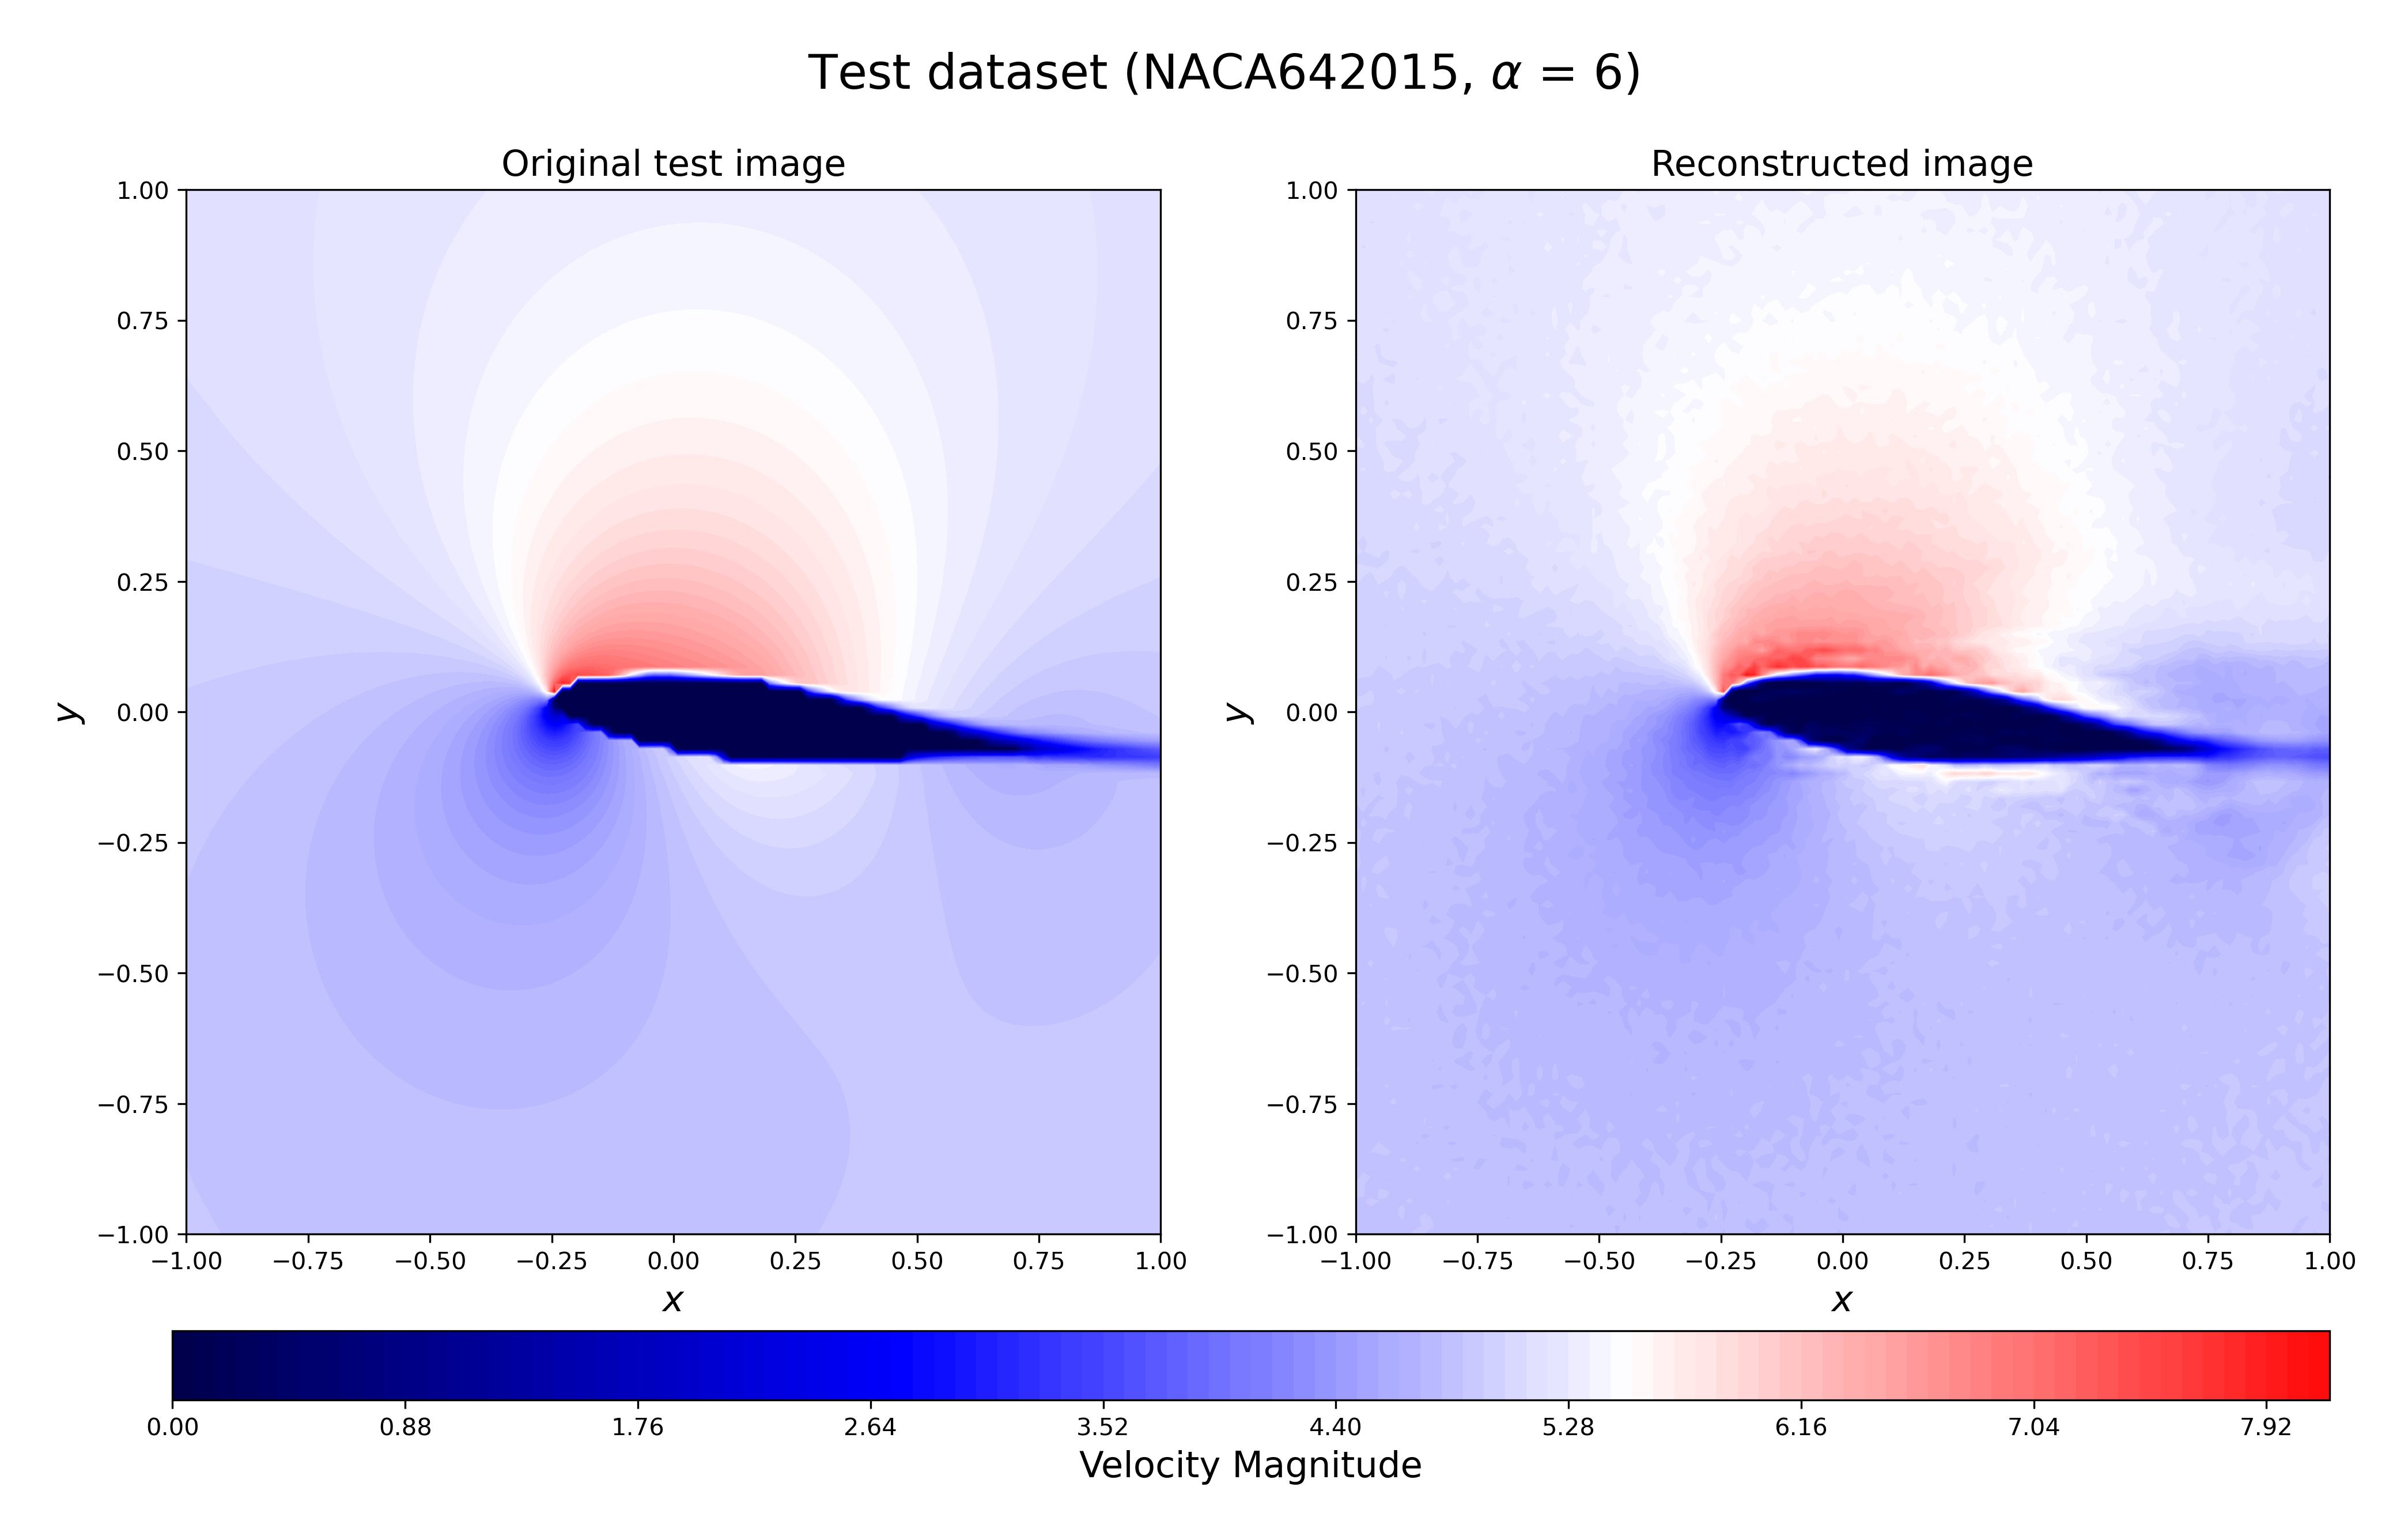 Test dataset (NACA642015, α = 6)
Original test image
Reconstructed image
1.00
0.75
0.50
0.25
0.00
−0.25
−0.50
−0.75
−1.00
y
−1.00 −0.75 −0.50 −0.25 0.00 0.25 0.50 0.75 1.00
x
1.00
0.75
0.50
0.25
0.00
−0.25
−0.50
−0.75
−1.00
y
−1.00 −0.75 −0.50 −0.25 0.00 0.25 0.50 0.75 1.00
x
0.00 0.88 1.76 2.64 3.52 4.40 5.28 6.16 7.04 7.92
Velocity Magnitude